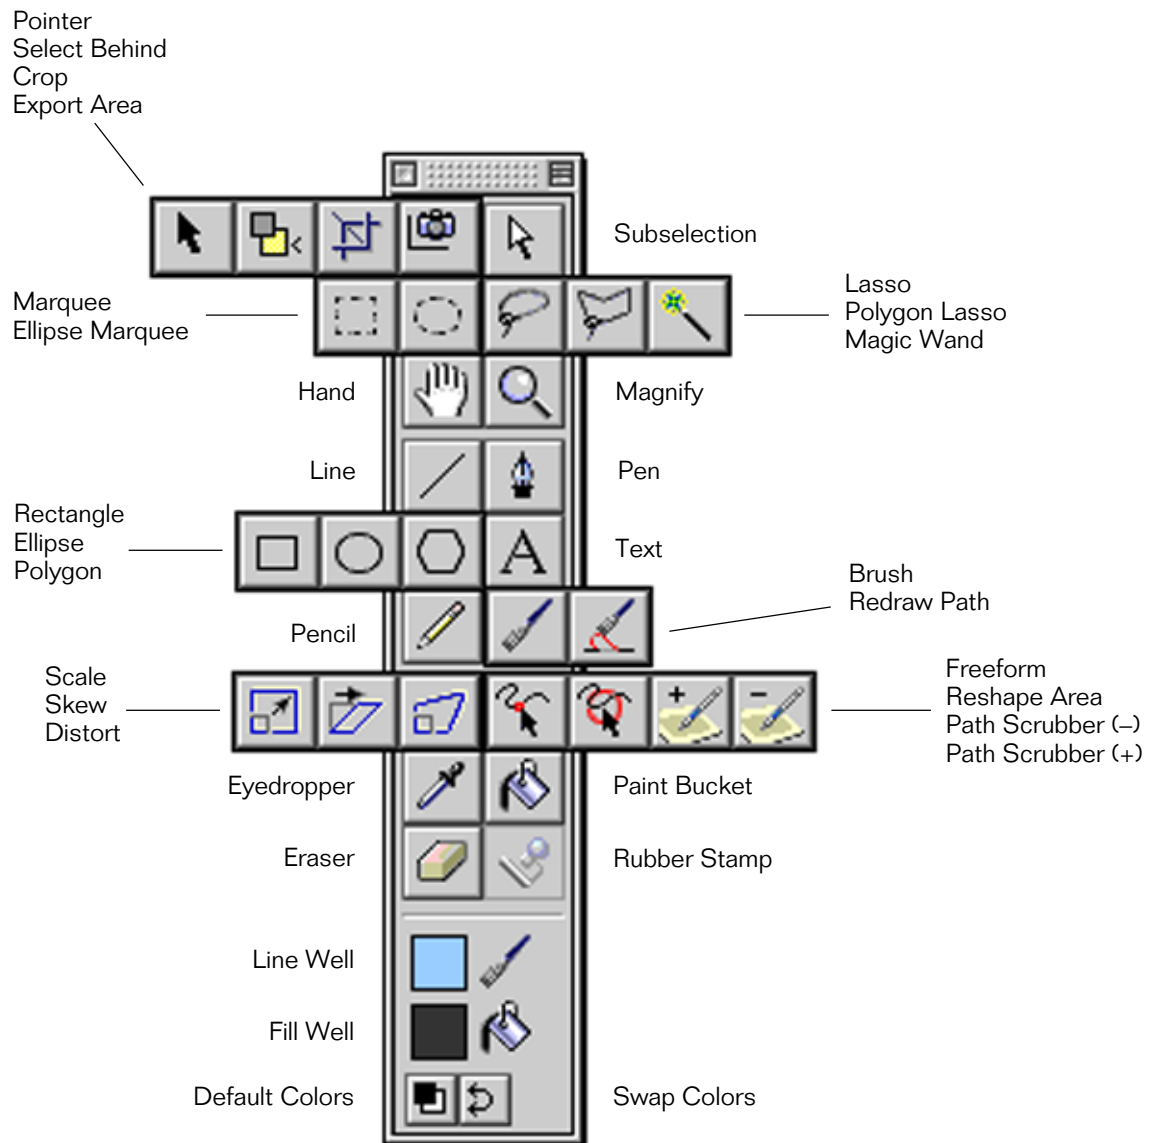 Pointer
Select Behind
Crop
Export Area
Subselection
Marquee
Ellipse Marquee
Lasso
Polygon Lasso
Magic Wand
Hand
Magnify
Line
Pen
Rectangle
Ellipse
Polygon
A
Text
Brush
Redraw Path
Pencil
Scale
Skew
Distort
Freeform
Reshape Area
Path Scrubber (–)
Path Scrubber (+)
Eyedropper
Paint Bucket
Eraser
Rubber Stamp
Line Well
Fill Well
Default Colors
Swap Colors